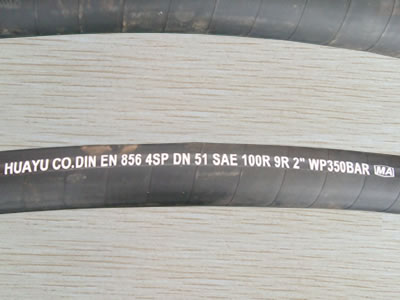 HUAYU CO.DIN EN 856 4SP DN 51 SAE 100R 9R 2" WP350BAR MA